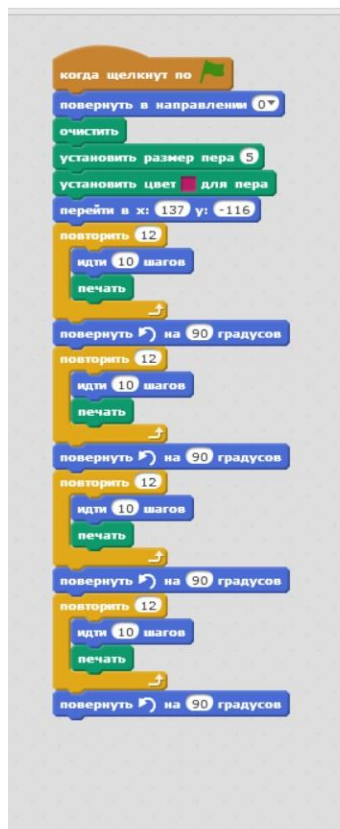 когда щелкнут по
повернуть в направлении 0
очистить
установить размер пера 5
установить цвет для пера
перейти в x: 137 y: -116
повторить 12
идти 10 шагов
печать
повернуть на 90 градусов
повторить 12
идти 10 шагов
печать
повернуть на 90 градусов
повторить 12
идти 10 шагов
печать
повернуть на 90 градусов
повторить 12
идти 10 шагов
печать
повернуть на 90 градусов